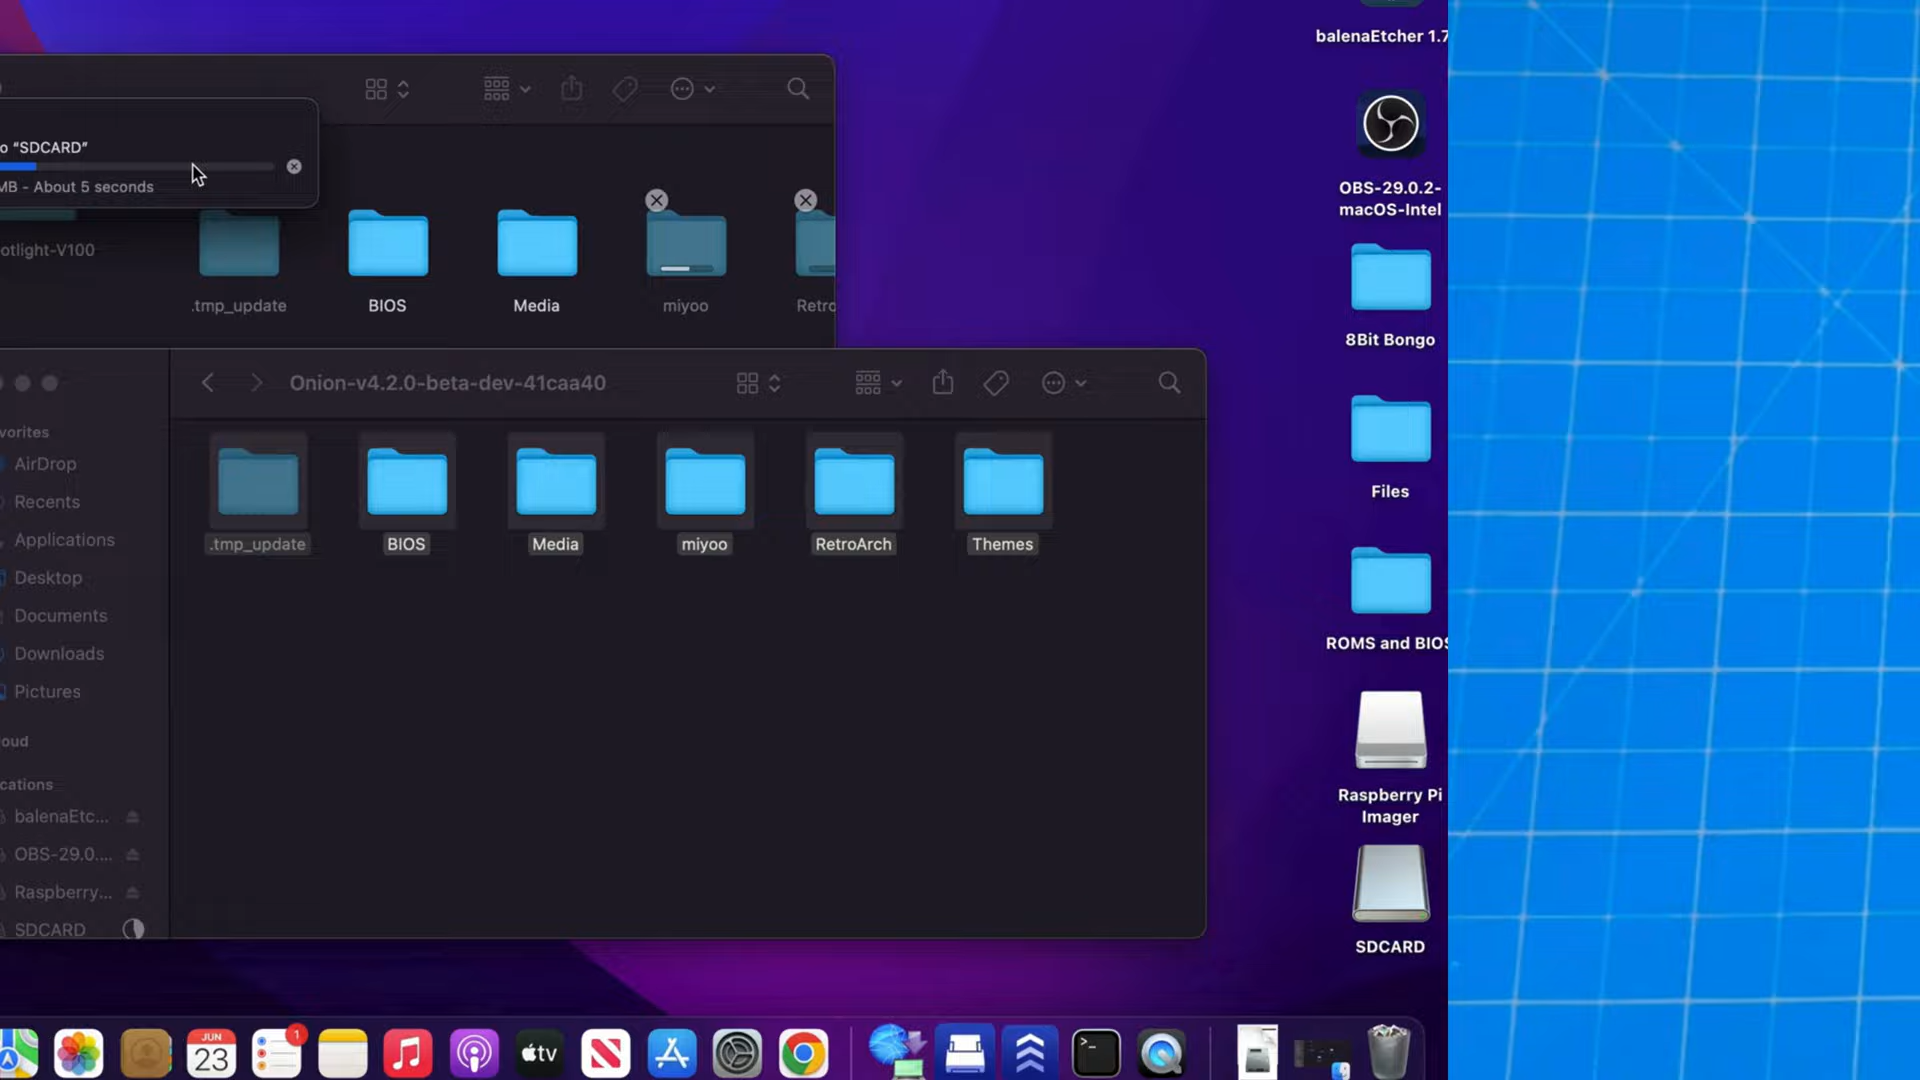 balenaEtcher 1.7
o “SDCARD”
MB - About 5 seconds
otlight-V100
.tmp_update
BIOS
Media
miyoo
Retro
OBS-29.0.2-
macOS-Intel
8Bit Bongo
Onion-v4.2.0-beta-dev-41caa40
vorites
AirDrop
Recents
Applications
Desktop
Documents
Downloads
Pictures
oud
cations
balenaEtc...
OBS-29.0....
Raspberry...
SDCARD
.tmp_update
BIOS
Media
miyoo
RetroArch
Themes
Files
ROMS and BIOS
Raspberry Pi
Imager
SDCARD
JUN
23
1
tv
>_